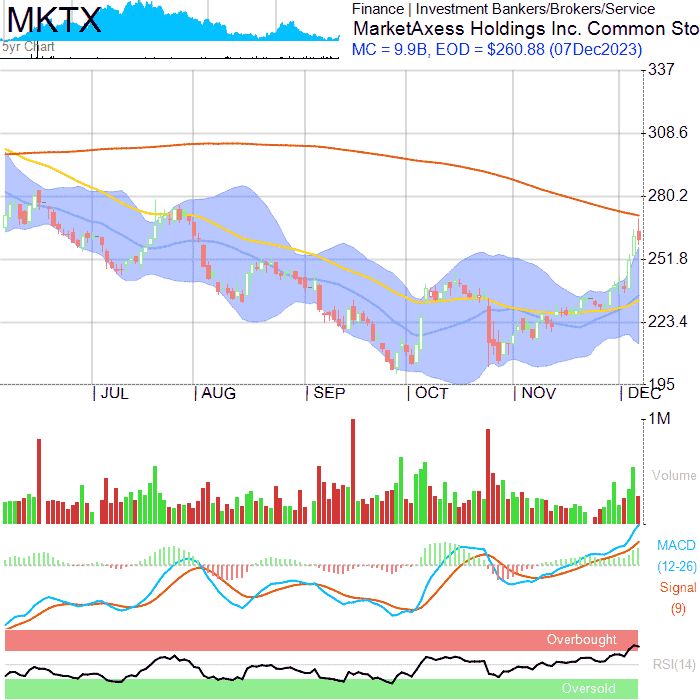 MKTX
5yr Chart
Finance | Investment Bankers/Brokers/Service
MarketAxess Holdings Inc. Common Sto
MC = 9.9B, EOD = $260.88 (07Dec2023)
337
308.6
280.2
251.8
223.4
195
JUL
AUG
SEP
OCT
NOV
DEC
1M
Volume
MACD
(12-26)
Signal
(9)
Overbought
RSI(14)
Oversold